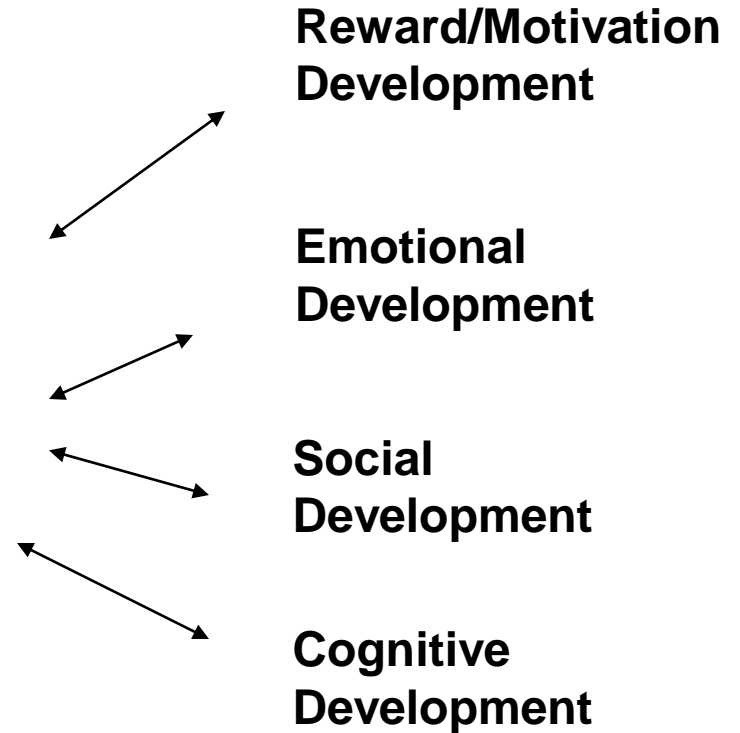 Reward/Motivation
Development
Emotional
Development
Social
Development
Cognitive
Development